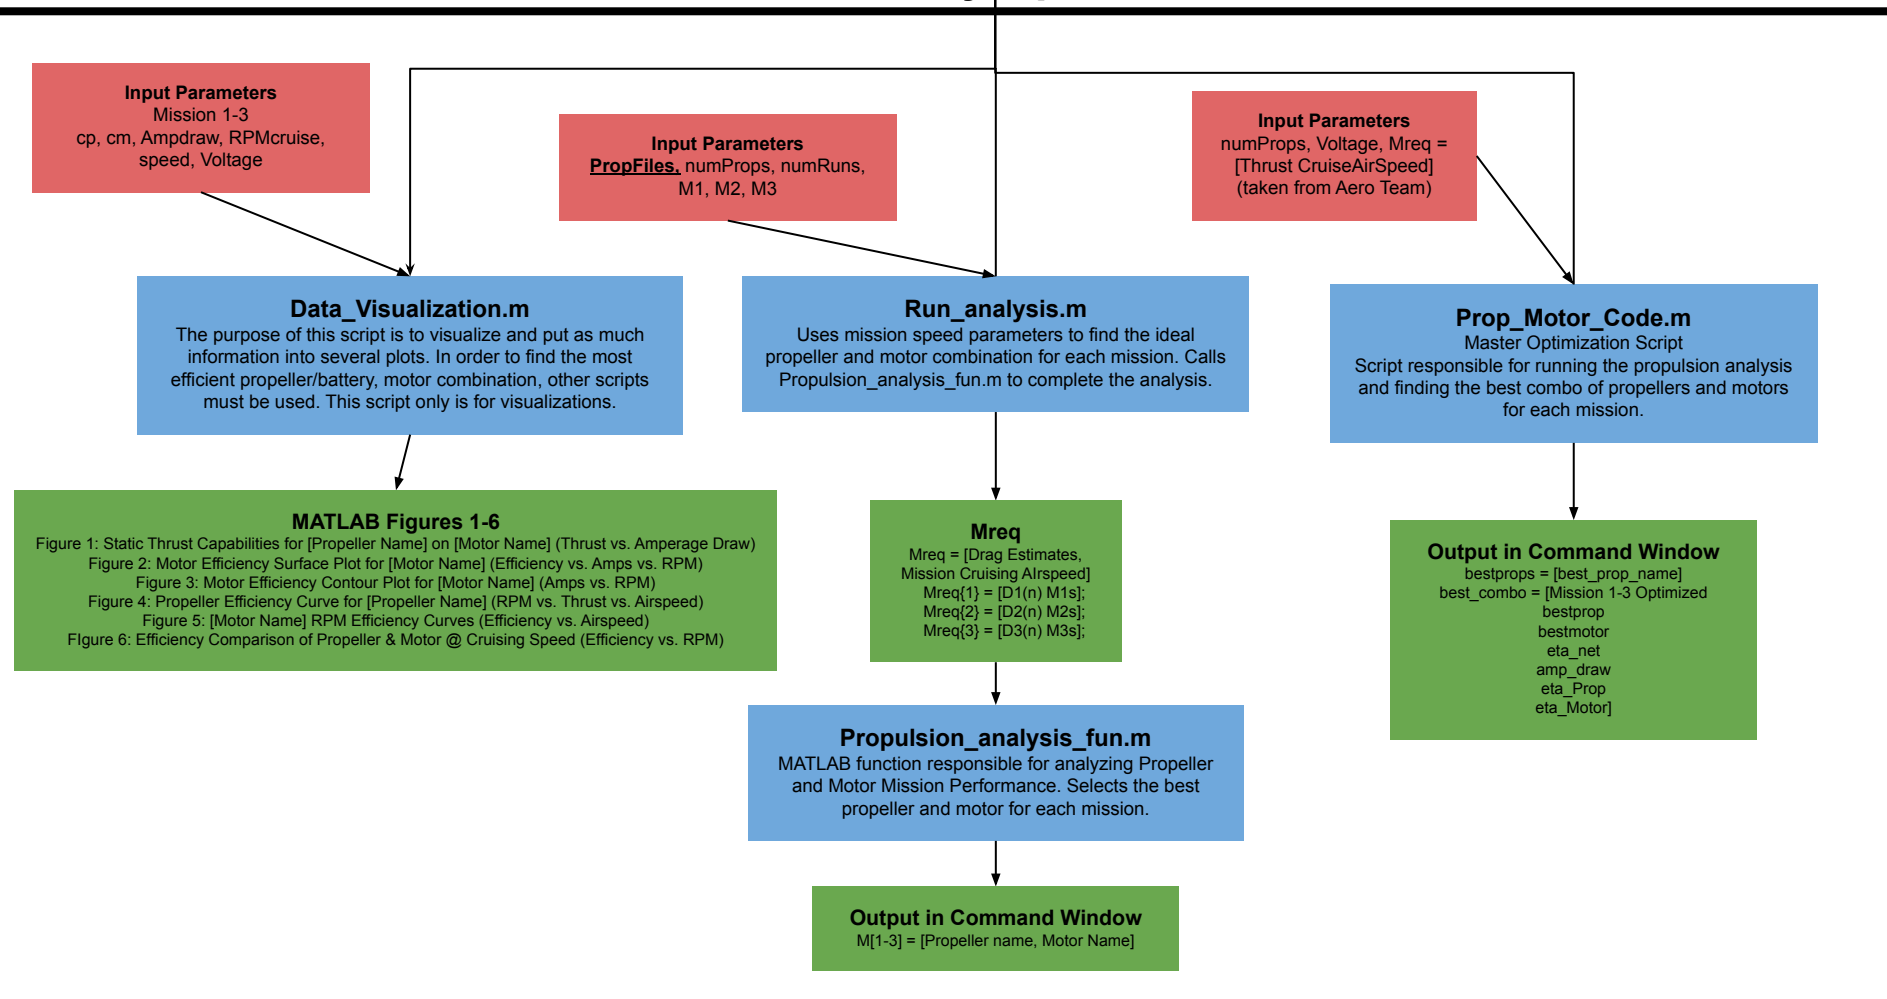 Input Parameters
Mission 1-3
cp, cm, Ampdraw, RPMcruise,
speed, Voltage
Input Parameters
PropFiles, numProps, numRuns,
M1, M2, M3
Input Parameters
numProps, Voltage, Mreq =
[Thrust CruiseAirSpeed]
(taken from Aero Team)
Data_Visualization.m
The purpose of this script is to visualize and put as much
information into several plots. In order to find the most
efficient propeller/battery, motor combination, other scripts
must be used. This script only is for visualizations.
Run_analysis.m
Uses mission speed parameters to find the ideal
propeller and motor combination for each mission. Calls
Propulsion_analysis_fun.m to complete the analysis.
Prop_Motor_Code.m
Master Optimization Script
Script responsible for running the propulsion analysis
and finding the best combo of propellers and motors
for each mission.
MATLAB Figures 1-6
Figure 1: Static Thrust Capabilities for [Propeller Name] on [Motor Name] (Thrust vs. Amperage Draw)
Figure 2: Motor Efficiency Surface Plot for [Motor Name] (Efficiency vs. Amps vs. RPM)
Figure 3: Motor Efficiency Contour Plot for [Motor Name] (Amps vs. RPM)
Figure 4: Propeller Efficiency Curve for [Propeller Name] (RPM vs. Thrust vs. Airspeed)
Figure 5: [Motor Name] RPM Efficiency Curves (Efficiency vs. Airspeed)
FIgure 6: Efficiency Comparison of Propeller & Motor @ Cruising Speed (Efficiency vs. RPM)
Mreq
Mreq = [Drag Estimates,
Mission Cruising AIrspeed]
Mreq{1} = [D1(n) M1s];
Mreq{2} = [D2(n) M2s];
Mreq{3} = [D3(n) M3s];
Output in Command Window
bestprops = [best_prop_name]
best_combo = [Mission 1-3 Optimized
bestprop
bestmotor
eta_net
amp_draw
eta_Prop
eta_Motor]
Propulsion_analysis_fun.m
MATLAB function responsible for analyzing Propeller
and Motor Mission Performance. Selects the best
propeller and motor for each mission.
Output in Command Window
M[1-3] = [Propeller name, Motor Name]